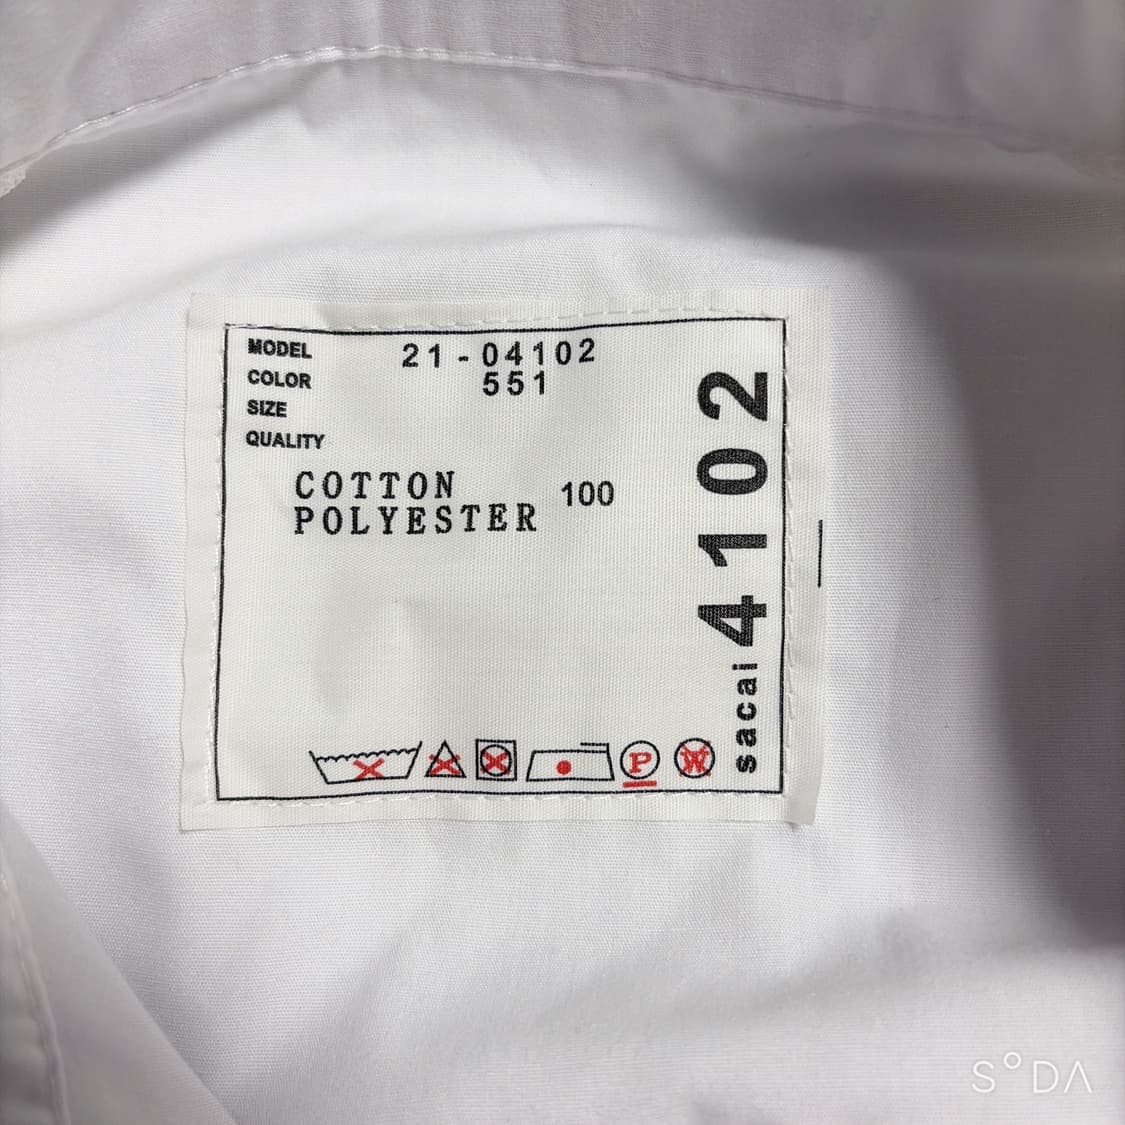 MODEL 21-04102
COLOR 551
SIZE
QUALITY
COTTON 100
POLYESTER
P
W
sacai 4102
S°DA